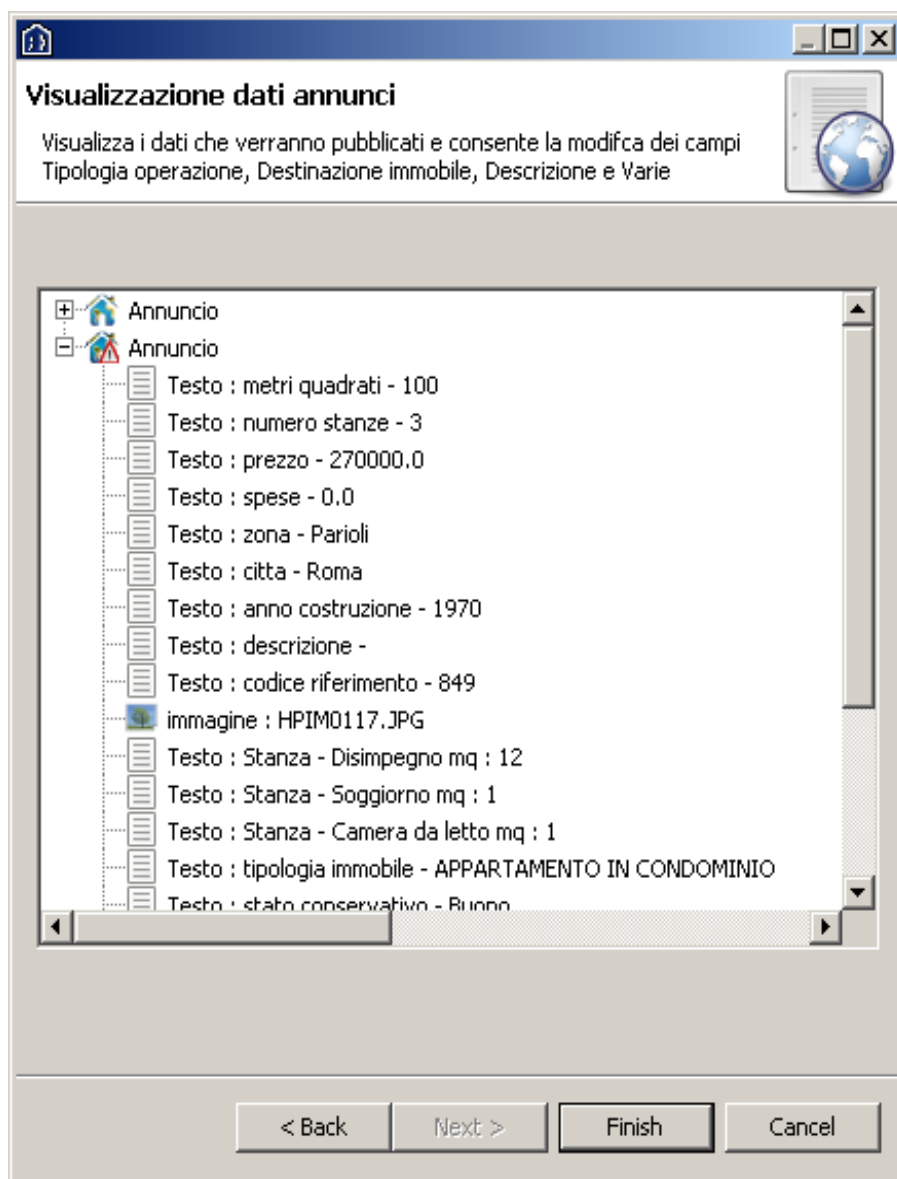 Visualizzazione dati annunci
Visualizza i dati che verranno pubblicati e consente la modifca dei campi
Tipologia operazione, Destinazione immobile, Descrizione e Varie
Annuncio
Annuncio
Testo : metri quadrati - 100
Testo : numero stanze - 3
Testo : prezzo - 270000.0
Testo : spese - 0.0
Testo : zona - Parioli
Testo : citta - Roma
Testo : anno costruzione - 1970
Testo : descrizione -
Testo : codice riferimento - 849
immagine : HPIM0117.JPG
Testo : Stanza - Disimpegno mq : 12
Testo : Stanza - Soggiorno mq : 1
Testo : Stanza - Camera da letto mq : 1
Testo : tipologia immobile - APPARTAMENTO IN CONDOMINIO
Testo : stato conservativo - Buono
< Back Next > Finish Cancel